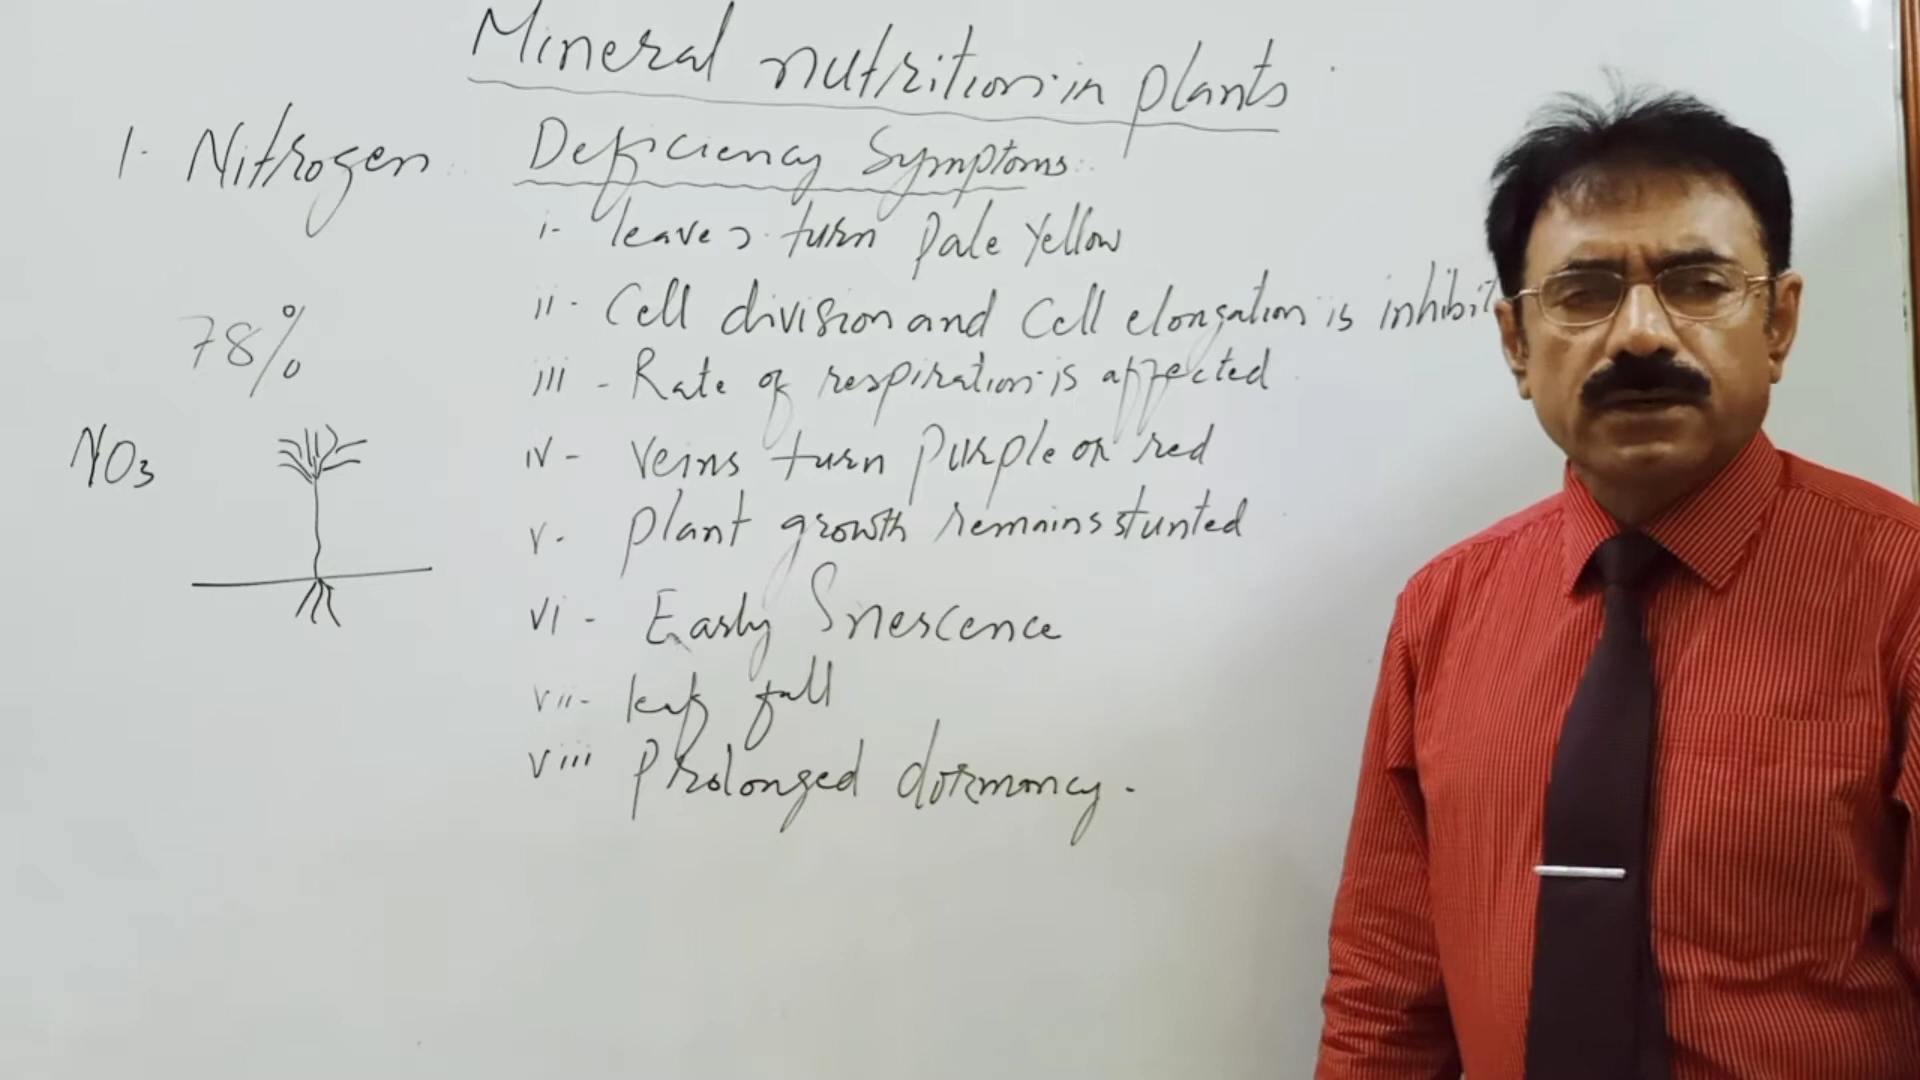 Mineral nutrition in plants
1. Nitrogen
Deficiency Symptoms
i- leaves turn Pale Yellow
ii- Cell division and Cell elongation is inhibit
iii- Rate of respiration is affected
iv- veins turn purple or red
v- Plant growth remains stunted
vi- Early Snescence
vii- leaf fall
viii Prolonged dormancy.
78%
NO3